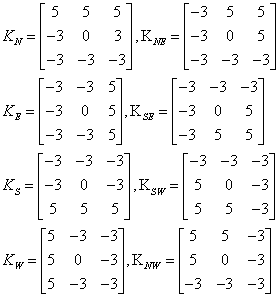 5 5 5 −3 5 5
K_N = −3 0 3 , K_NE = −3 0 5
−3 −3 −3 −3 −3 −3
−3 −3 5 −3 −3 −3
K_E = −3 0 5 , K_SE = −3 0 5
−3 −3 5 −3 5 5
−3 −3 −3 −3 −3 −3
K_S = −3 0 −3 , K_SW = 5 0 −3
5 5 5 5 5 −3
5 −3 −3 5 5 −3
K_W = 5 0 −3 , K_NW = 5 0 −3
5 −3 −3 −3 −3 −3